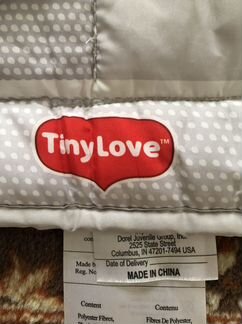 TinyLove™
Dorel Juvenile Group, Inc.
2525 State Street
Columbus, IN 47201-7494 USA
Date of Delivery
MADE IN CHINA
Made b
Reg. No
Content
Polyester Fibres,
Contenu
Fibres De Polyester,